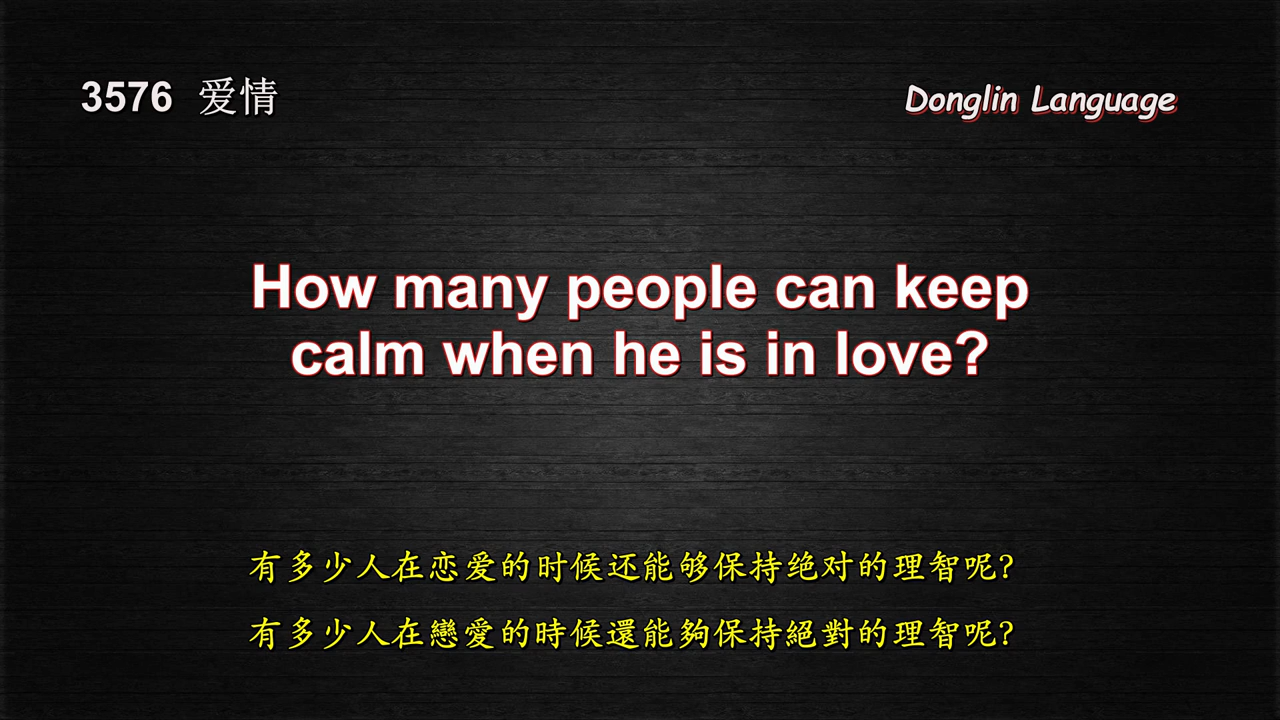 3576 爱情
Donglin Language
How many people can keep
calm when he is in love?
有多少人在恋爱的时候还能够保持绝对的理智呢?
有多少人在戀愛的時候還能夠保持絕對的理智呢?